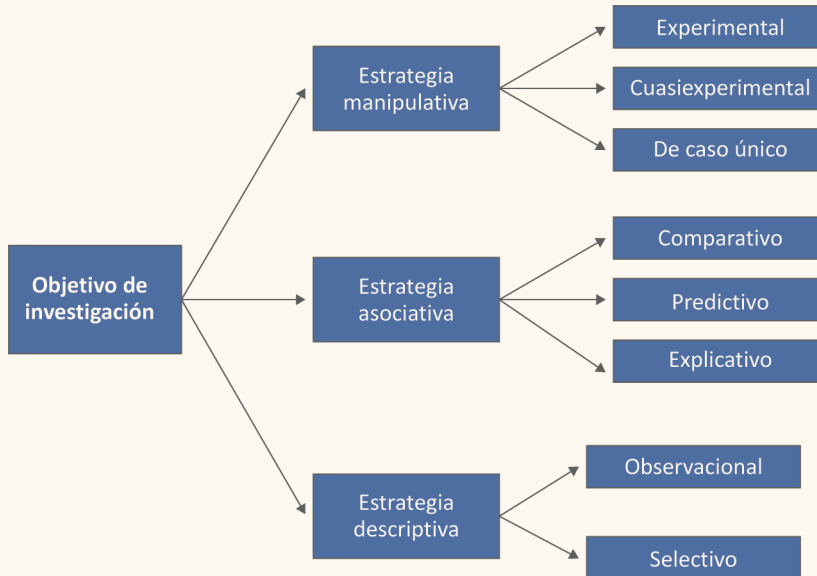 Objetivo de
investigación
Estrategia
manipulativa
Experimental
Cuasiexperimental
De caso único
Estrategia
asociativa
Comparativo
Predictivo
Explicativo
Estrategia
descriptiva
Observacional
Selectivo